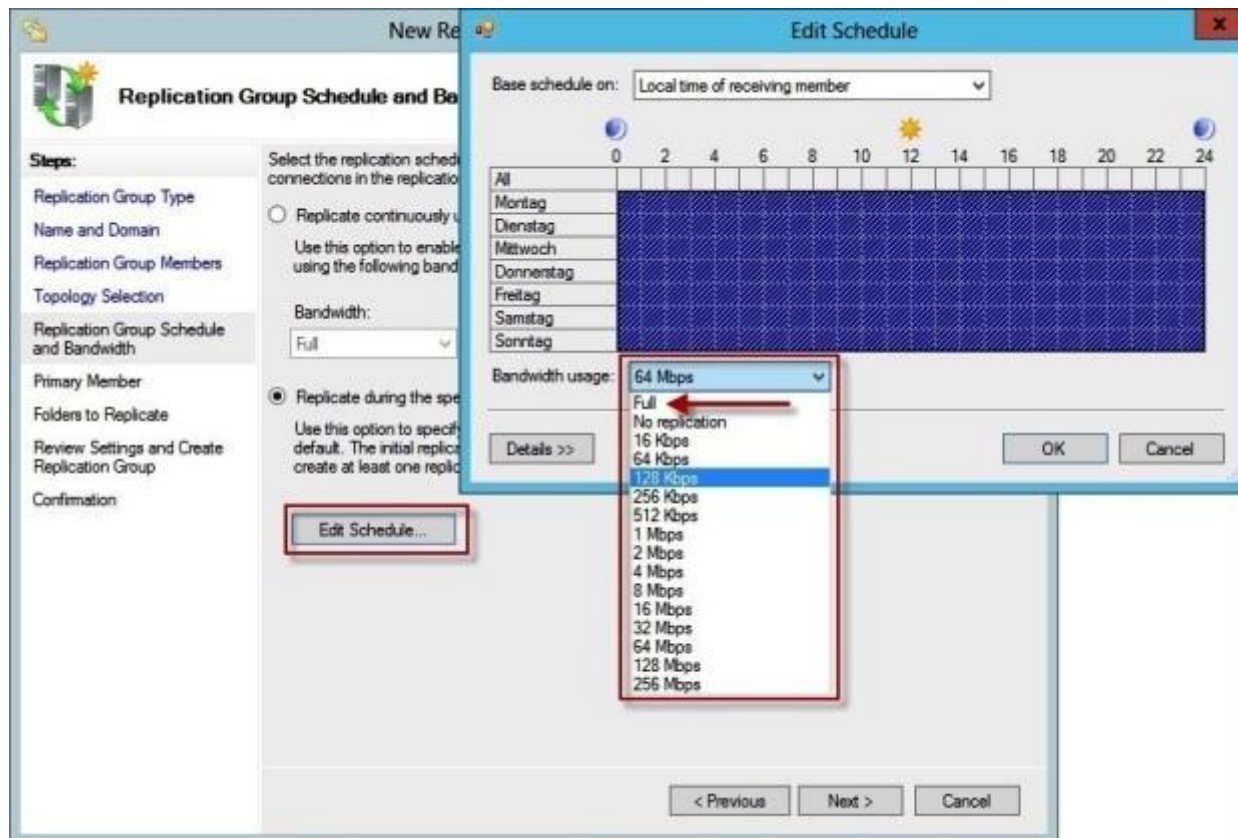 New Re
Replication Group Schedule and Ba
Steps:
Replication Group Type
Name and Domain
Replication Group Members
Topology Selection
Replication Group Schedule
and Bandwidth
Primary Member
Folders to Replicate
Review Settings and Create
Replication Group
Confirmation
Select the replication sched
connections in the replicatio
Replicate continuously u
Use this option to enable
using the following band
Bandwidth:
Full
Replicate during the spe
Use this option to specify
default. The initial replica
create at least one replic
Edit Schedule...
< Previous Next > Cancel
Edit Schedule
x
Base schedule on: Local time of receiving member
0 2 4 6 8 10 12 14 16 18 20 22 24
All
Montag
Dienstag
Mittwoch
Donnerstag
Freitag
Samstag
Sonntag
Bandwidth usage: 64 Mbps
Full
No replication
16 Kbps
64 Kbps
128 Kbps
256 Kbps
512 Kbps
1 Mbps
2 Mbps
4 Mbps
8 Mbps
16 Mbps
32 Mbps
64 Mbps
128 Mbps
256 Mbps
Details >> OK Cancel